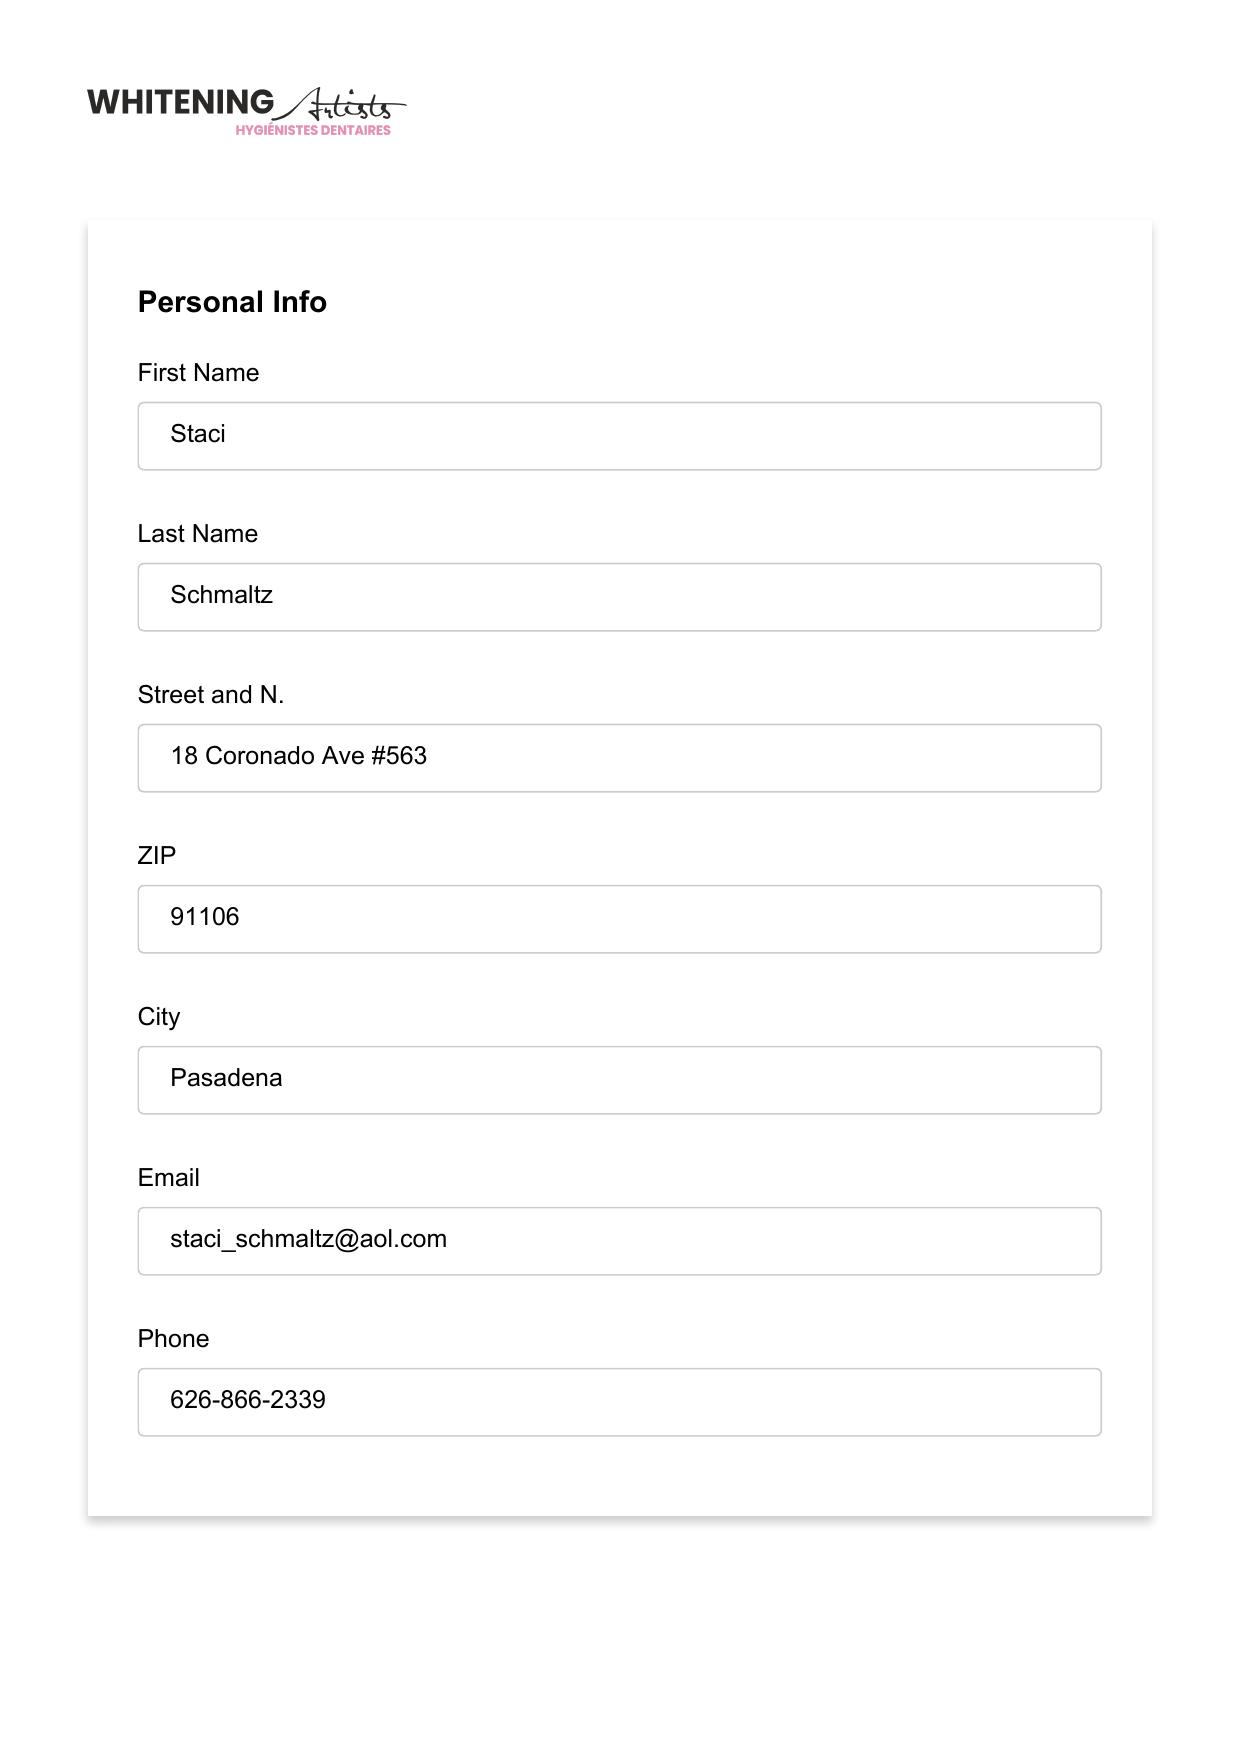 WHITENING Artists
HYGIÉNISTES DENTAIRES
Personal Info
First Name
Staci
Last Name
Schmaltz
Street and N.
18 Coronado Ave #563
ZIP
91106
City
Pasadena
Email
staci_schmaltz@aol.com
Phone
626-866-2339